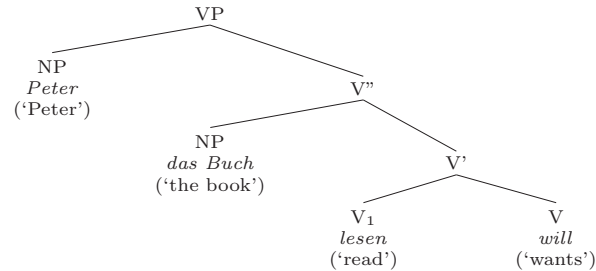 VP
NP
Peter
(‘Peter’)
V”
NP
das Buch
(‘the book’)
V’
V₁
lesen
(‘read’)
V
will
(‘wants’)